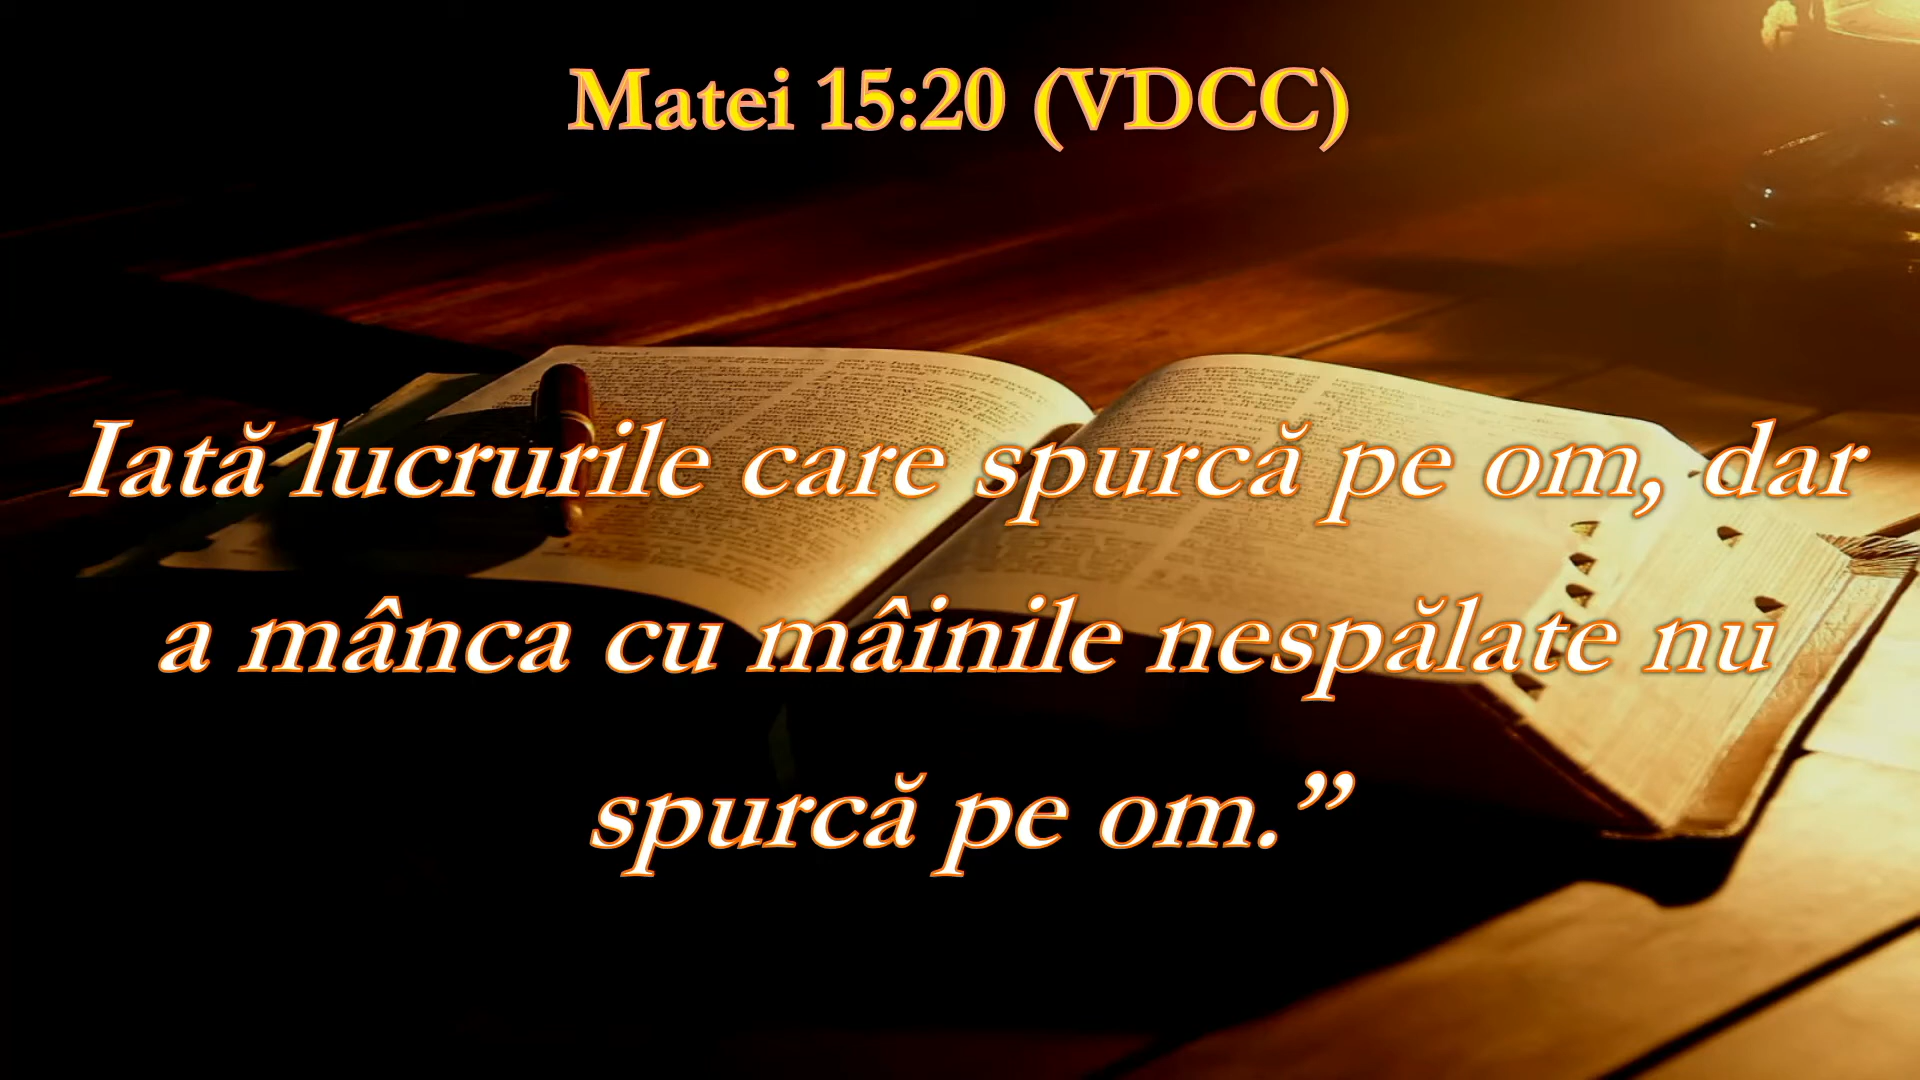 Matei 15:20 (VDCC)
Iată lucrurile care spurcă pe om, dar
a mânca cu mâinile nespălate nu
spurcă pe om.”